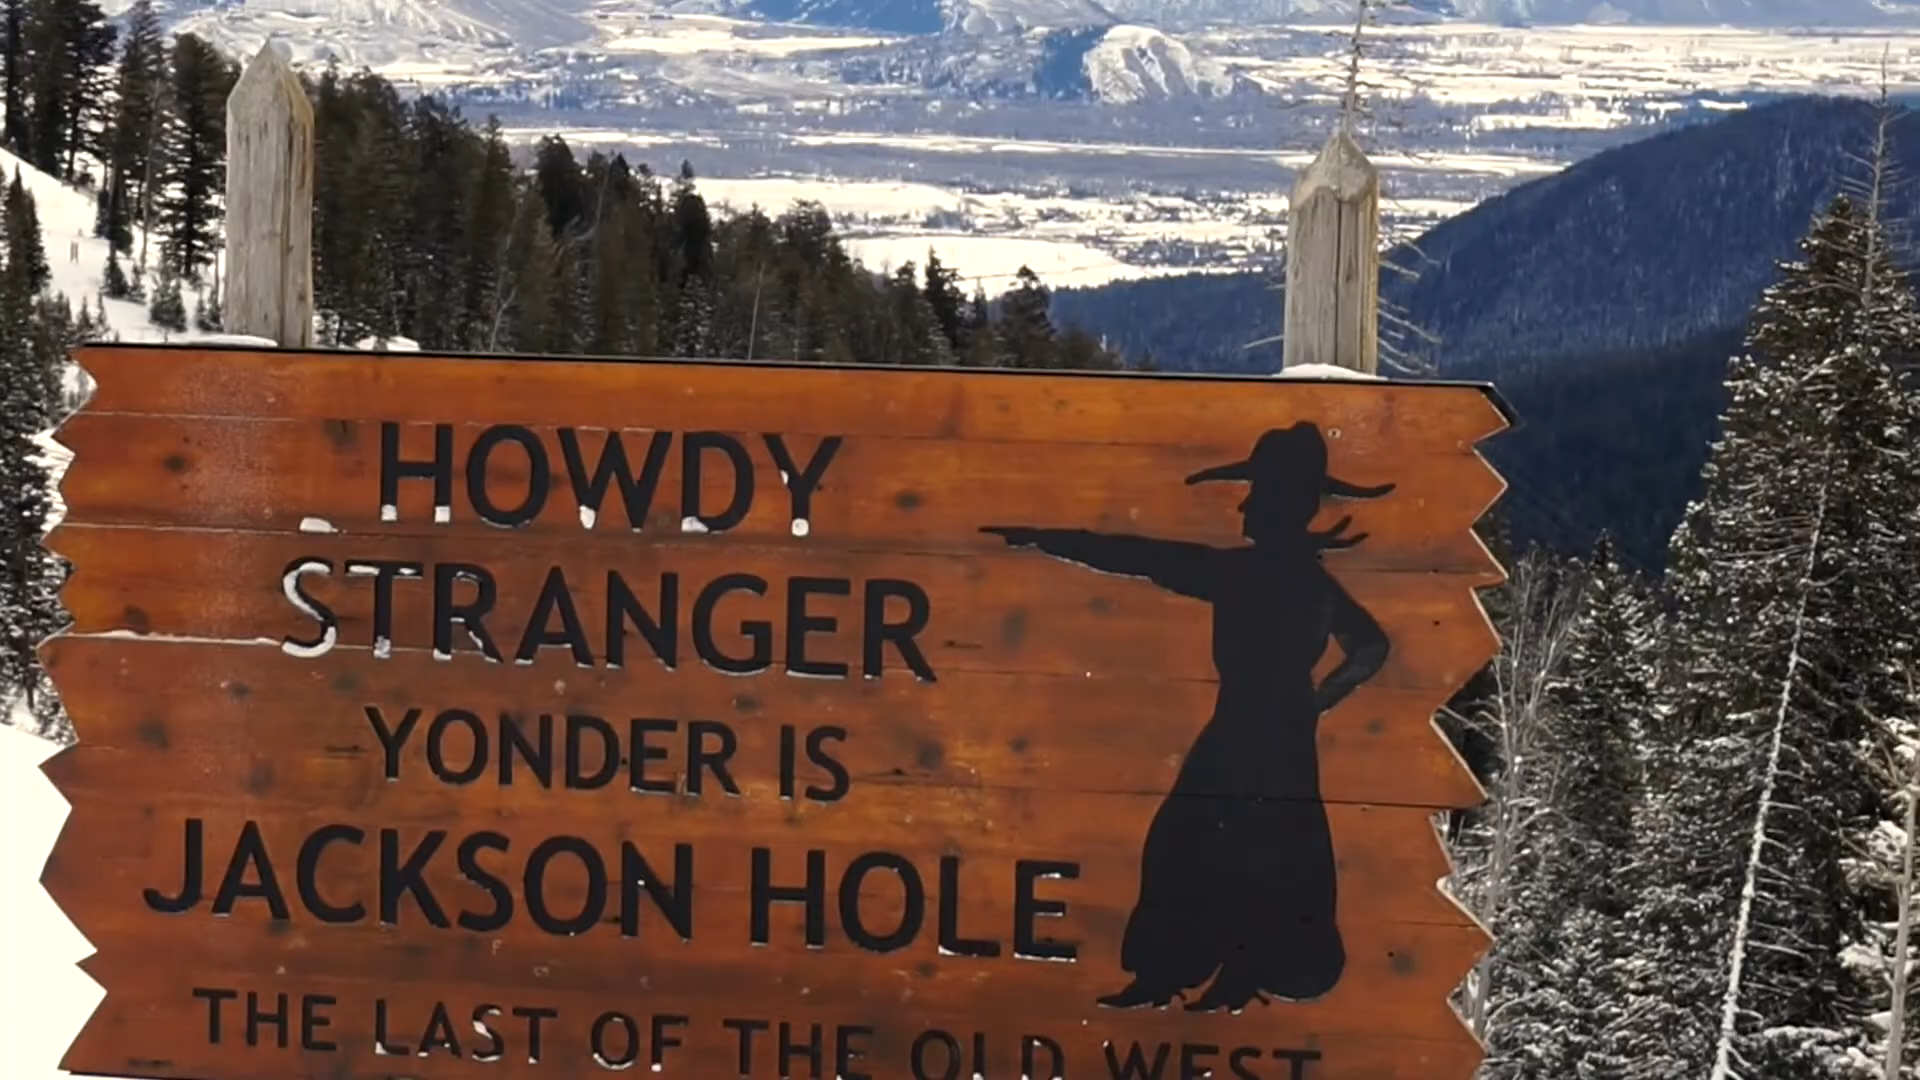 HOWDY
STRANGER
YONDER IS
JACKSON HOLE
THE LAST OF THE OLD WEST